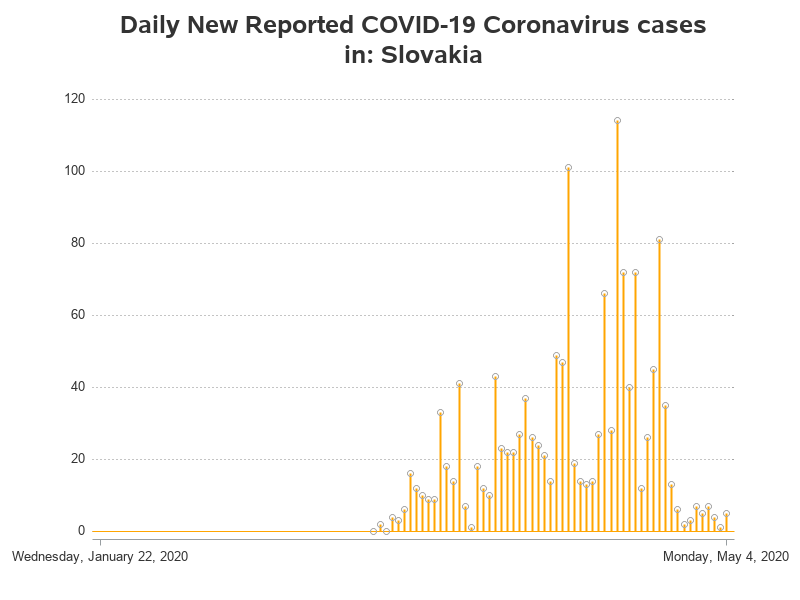 Daily New Reported COVID-19 Coronavirus cases
in: Slovakia
120
100
80
60
40
20
0
Wednesday, January 22, 2020
Monday, May 4, 2020